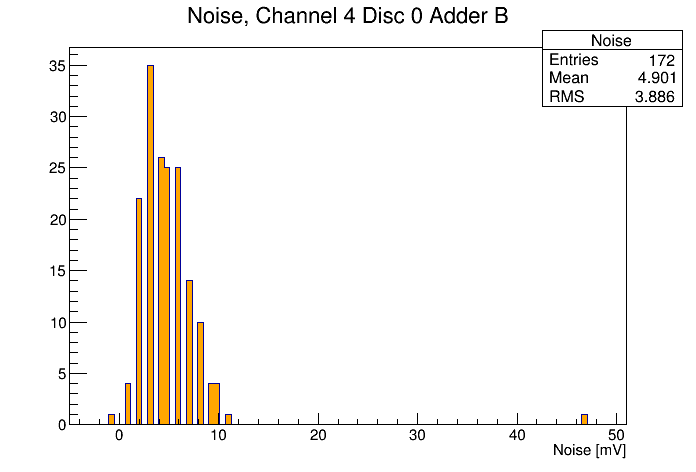 Noise, Channel 4 Disc 0 Adder B
Noise
Entries 172
Mean 4.901
RMS 3.886
35
30
25
20
15
10
5
0
0 10 20 30 40 50
Noise [mV]